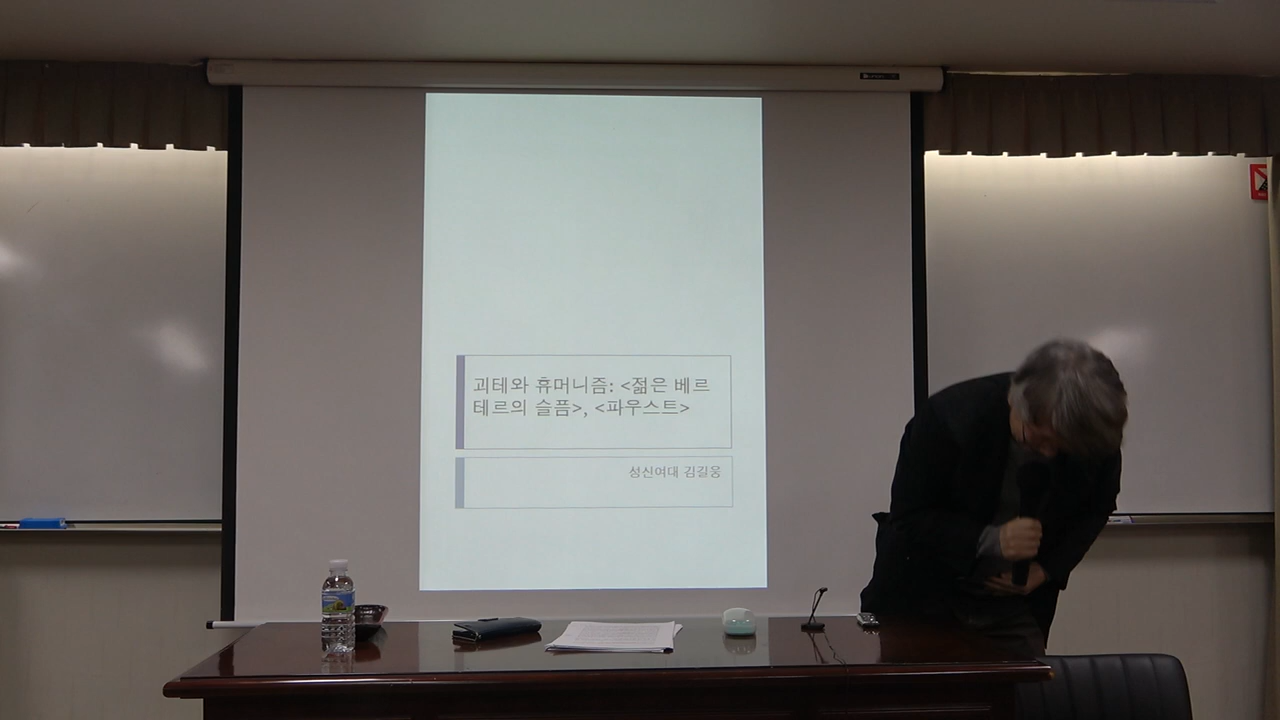 괴테와 휴머니즘: <젊은 베르
테르의 슬픔>, <파우스트>
성신여대 김길웅